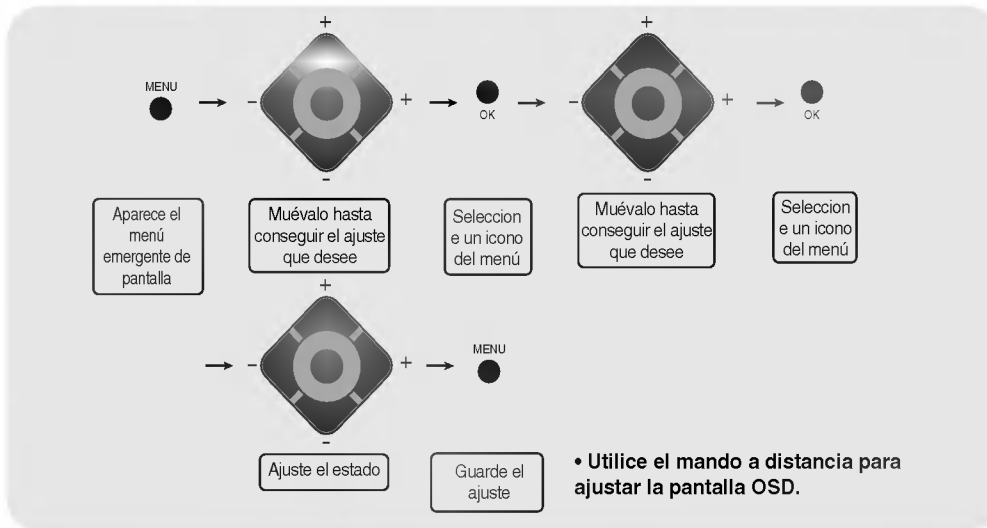 + +
MENU - + OK - + OK
- -
Aparece el
menú
emergente de
pantalla
Muévalo hasta
conseguir el ajuste
que desee
Seleccion
e un icono
del menú
Muévalo hasta
conseguir el ajuste
que desee
Seleccion
e un icono
del menú
+
- + MENU
-
Ajuste el estado
Guarde el
ajuste
• Utilice el mando a distancia para
ajustar la pantalla OSD.